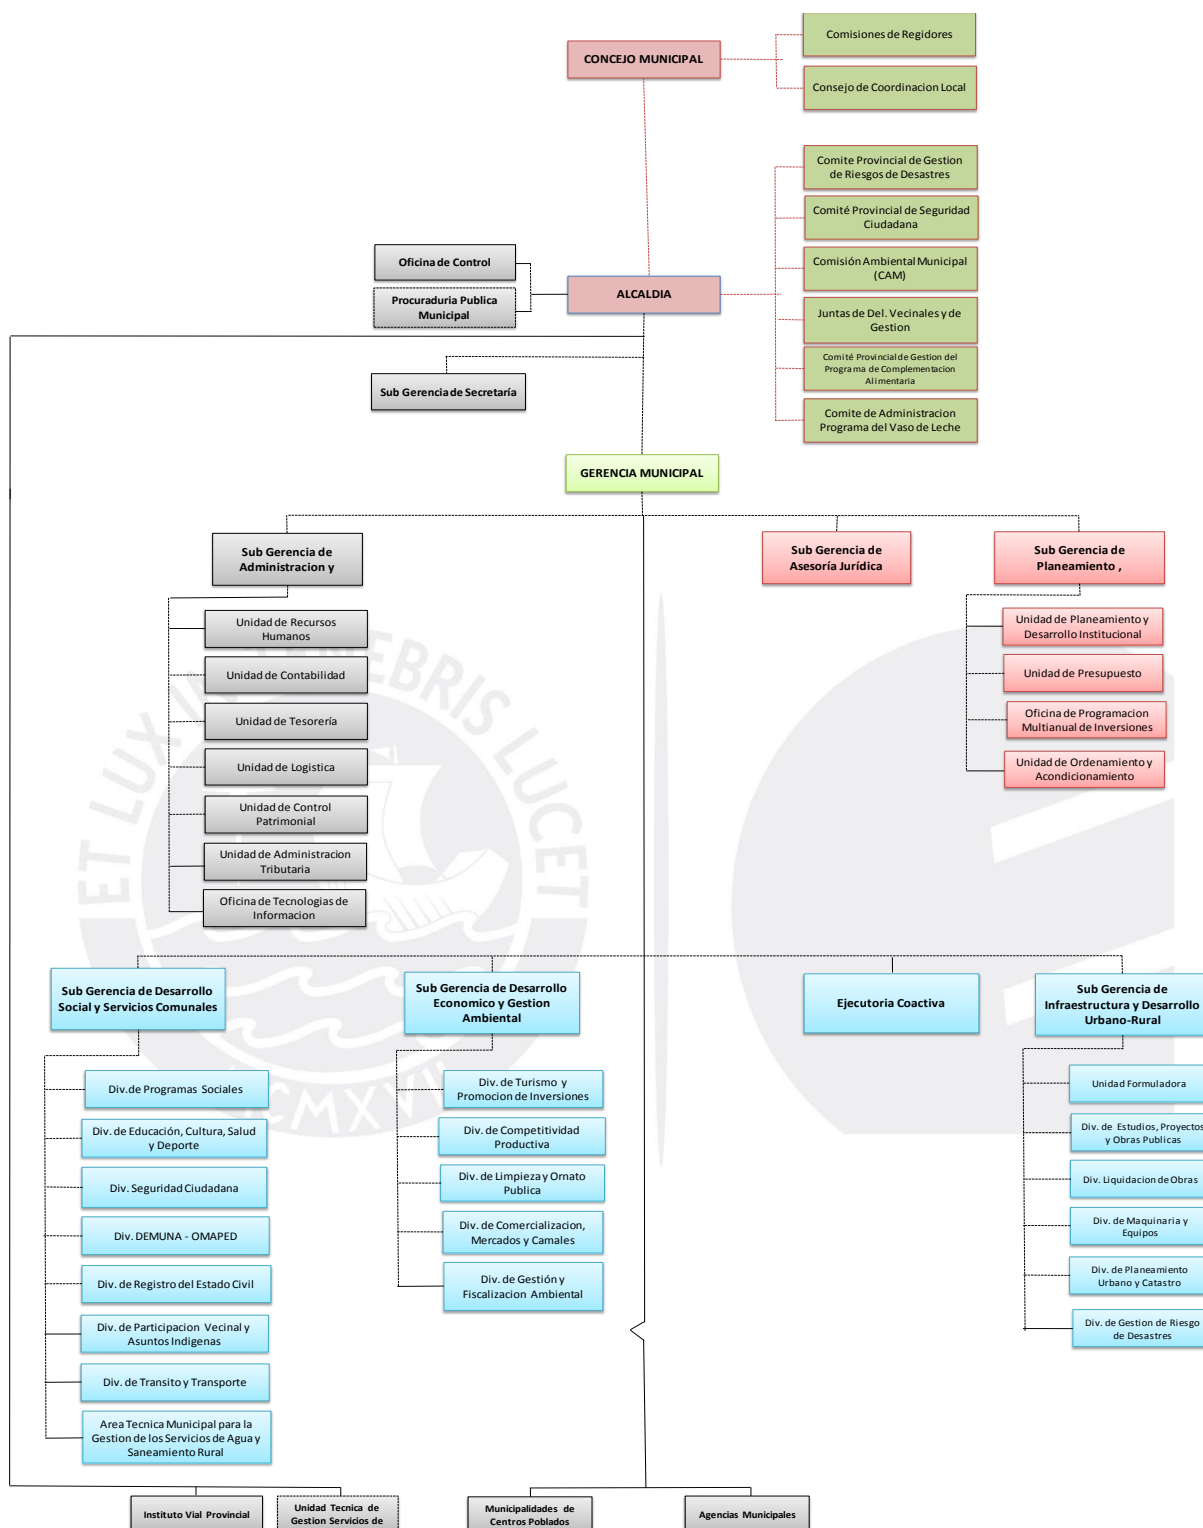 Comisiones de Regidores
CONCEJO MUNICIPAL
Consejo de Coordinacion Local
Comite Provincial de Gestion
de Riesgos de Desastres
Comité Provincial de Seguridad
Ciudadana
Oficina de Control
Comisión Ambiental Municipal
(CAM)
ALCALDIA
Procuraduria Publica
Municipal
Juntas de Del. Vecinales y de
Gestion
Comité Provincial de Gestion del
Programa de Complementacion
Alimentaria
Sub Gerencia de Secretaría
Comite de Administracion
Programa del Vaso de Leche
GERENCIA MUNICIPAL
Sub Gerencia de
Administracion y
Sub Gerencia de
Asesoría Jurídica
Sub Gerencia de
Planeamiento ,
Unidad de Recursos
Humanos
Unidad de Contabilidad
Unidad de Tesorería
Unidad de Logistica
Unidad de Control
Patrimonial
Unidad de Administracion
Tributaria
Oficina de Tecnologias de
Informacion
Unidad de Planeamiento y
Desarrollo Institucional
Unidad de Presupuesto
Oficina de Programacion
Multianual de Inversiones
Unidad de Ordenamiento y
Acondicionamiento
ET LUX IN TENEBRIS LUCET
MCMXVII
Sub Gerencia de Desarrollo
Social y Servicios Comunales
Sub Gerencia de Desarrollo
Economico y Gestion
Ambiental
Ejecutoria Coactiva
Sub Gerencia de
Infraestructura y Desarrollo
Urbano-Rural
Div. de Programas Sociales
Div. de Educación, Cultura, Salud
y Deporte
Div. Seguridad Ciudadana
Div. DEMUNA - OMAPED
Div. de Registro del Estado Civil
Div. de Participacion Vecinal y
Asuntos Indigenas
Div. de Transito y Transporte
Area Tecnica Municipal para la
Gestion de los Servicios de Agua y
Saneamiento Rural
Div. de Turismo y
Promocion de Inversiones
Div. de Competitividad
Productiva
Div. de Limpieza y Ornato
Publica
Div. de Comercializacion,
Mercados y Camales
Div. de Gestión y
Fiscalizacion Ambiental
Unidad Formuladora
Div. de Estudios, Proyectos
y Obras Publicas
Div. Liquidacion de Obras
Div. de Maquinaria y
Equipos
Div. de Planeamiento
Urbano y Catastro
Div. de Gestion de Riesgo
de Desastres
Instituto Vial Provincial
Unidad Tecnica de
Gestion Servicios de
Municipalidades de
Centros Poblados
Agencias Municipales